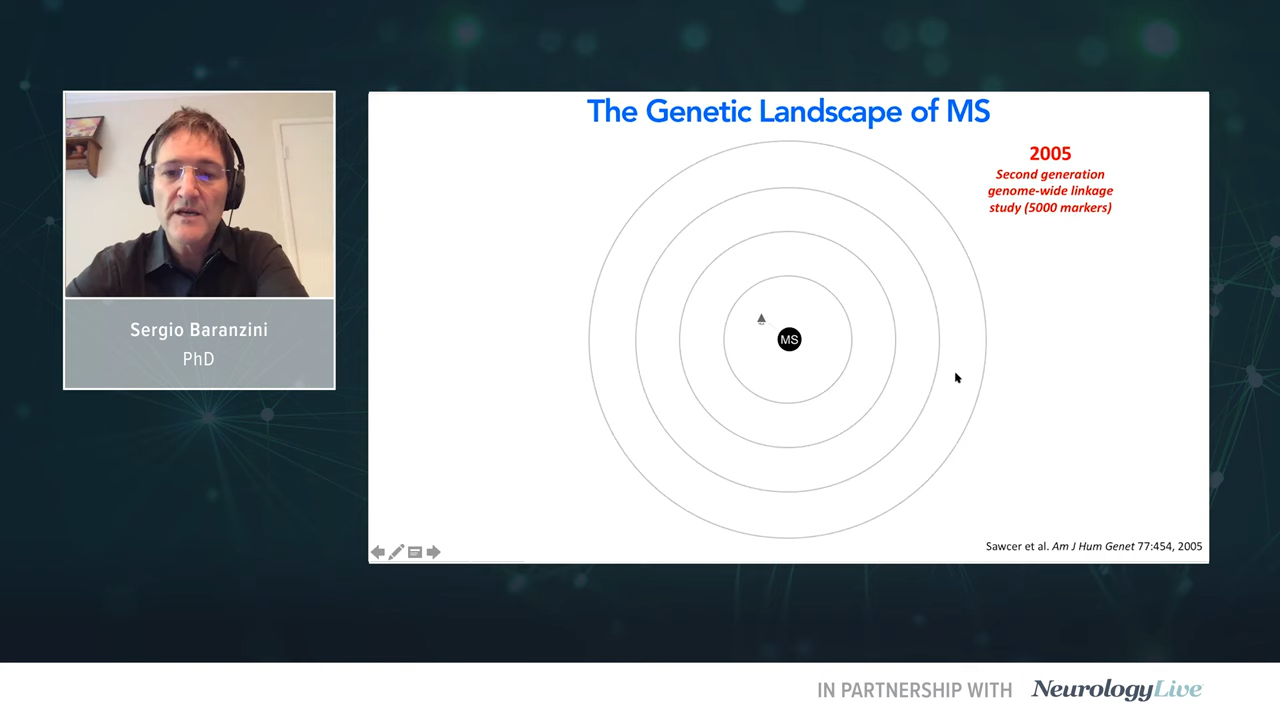 The Genetic Landscape of MS
2005
Second generation
genome-wide linkage
study (5000 markers)
MS
Sergio Baranzini
PhD
Sawcer et al. Am J Hum Genet 77:454, 2005
IN PARTNERSHIP WITH NeurologyLive